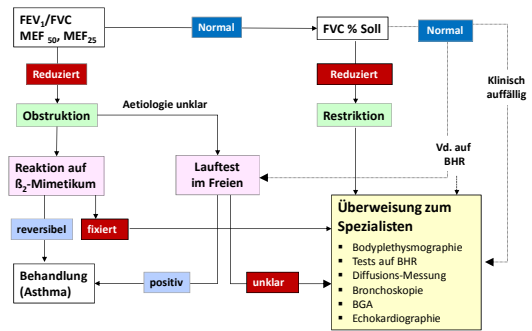 FEV1/FVC
MEF 50, MEF25
Normal
FVC % Soll
Normal
Reduziert
Reduziert
Klinisch
auffällig
Aetiologie unklar
Obstruktion
Restriktion
Vd. auf
BHR
Reaktion auf
ß2-Mimetikum
Lauftest
im Freien
reversibel
fixiert
Überweisung zum
Spezialisten
▪ Bodyplethysmographie
▪ Tests auf BHR
▪ Diffusions-Messung
▪ Bronchoskopie
▪ BGA
▪ Echokardiographie
Behandlung
(Asthma)
positiv
unklar